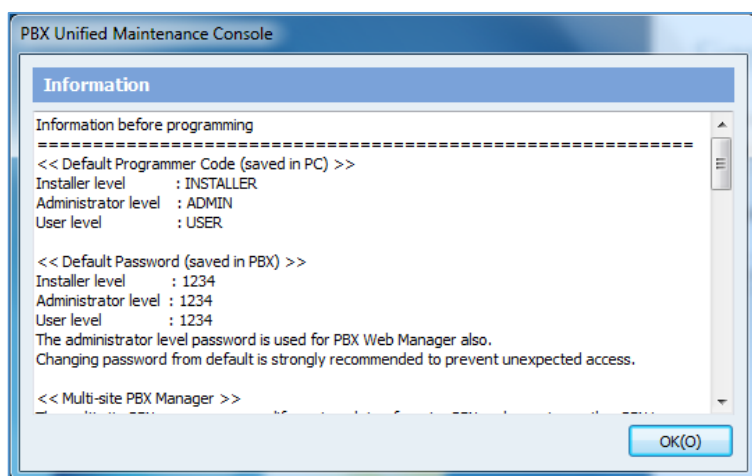 PBX Unified Maintenance Console
Information
Information before programming
============================================================
<< Default Programmer Code (saved in PC) >>
Installer level : INSTALLER
Administrator level : ADMIN
User level : USER
<< Default Password (saved in PBX) >>
Installer level : 1234
Administrator level : 1234
User level : 1234
The administrator level password is used for PBX Web Manager also.
Changing password from default is strongly recommended to prevent unexpected access.
<< Multi-site PBX Manager >>
OK(O)